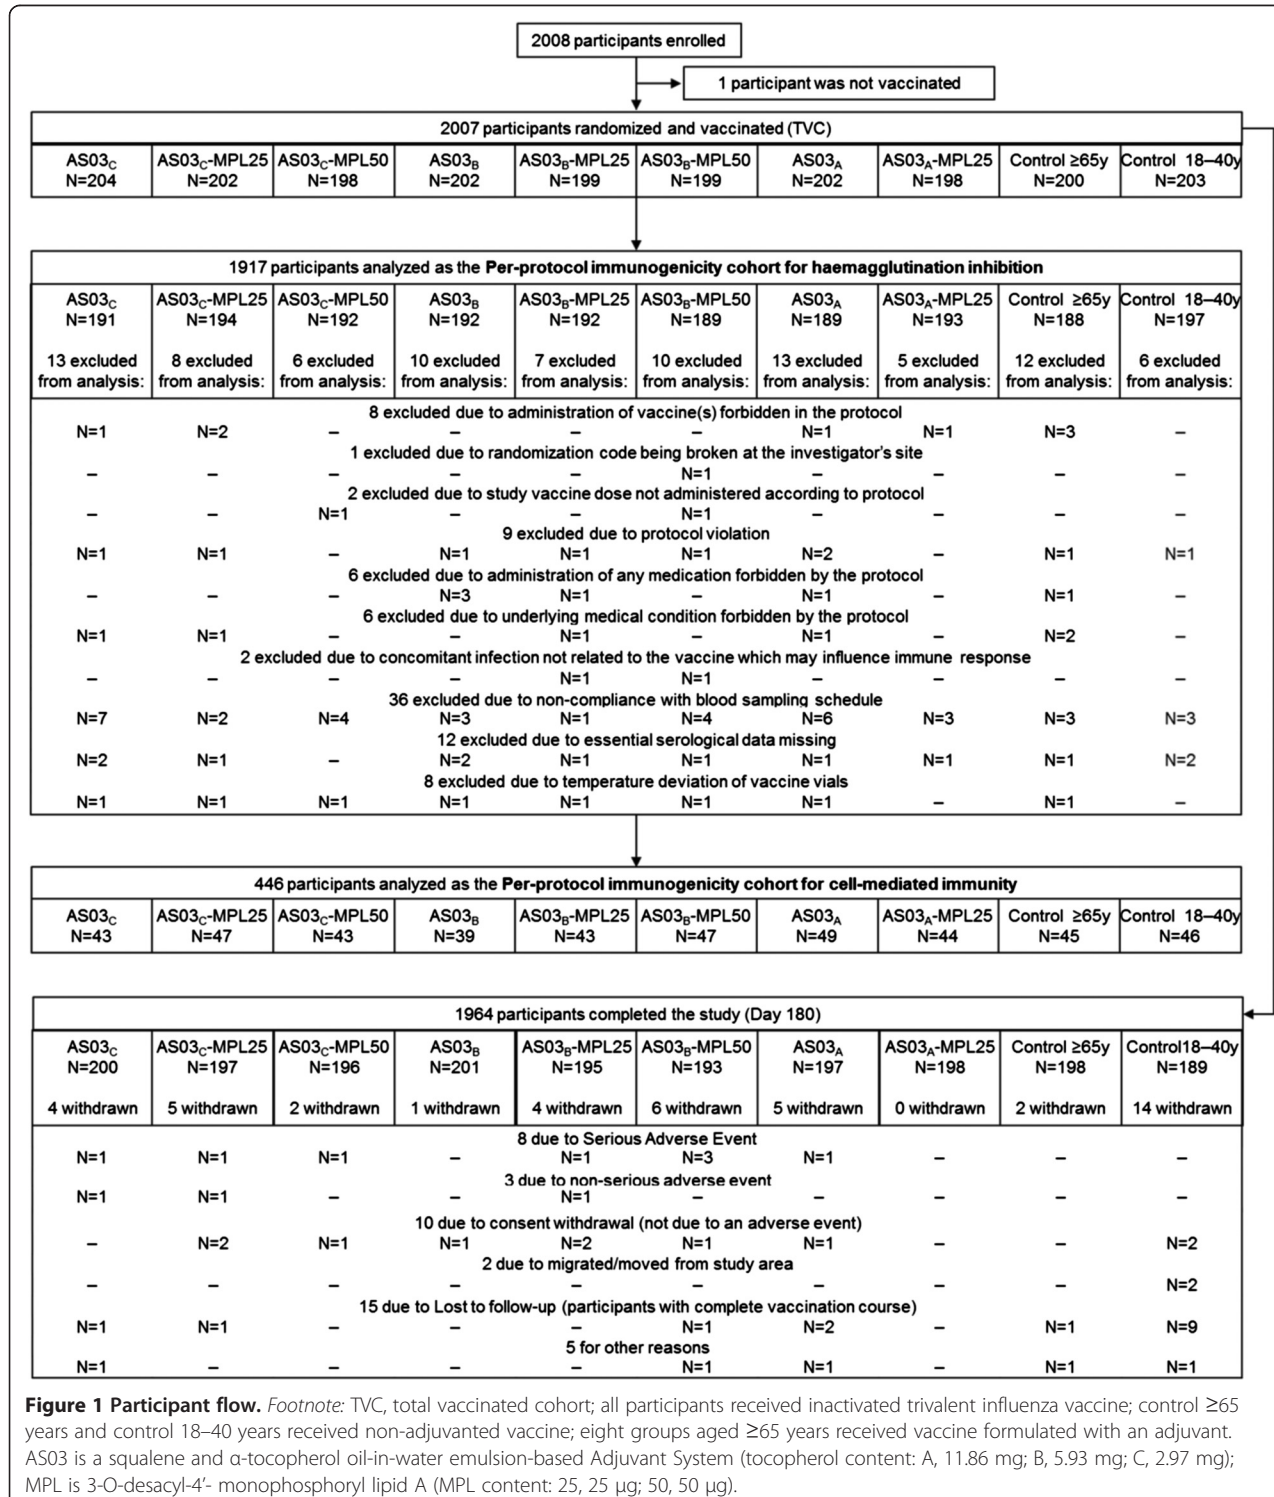 2008 participants enrolled
1 participant was not vaccinated
2007 participants randomized and vaccinated (TVC)
AS03C AS03C-MPL25 AS03C-MPL50 AS03B AS03B-MPL25 AS03B-MPL50 AS03A AS03A-MPL25 Control ≥65y Control 18–40y
N=204 N=202 N=198 N=202 N=199 N=199 N=202 N=198 N=200 N=203
1917 participants analyzed as the Per-protocol immunogenicity cohort for haemagglutination inhibition
AS03C AS03C-MPL25 AS03C-MPL50 AS03B AS03B-MPL25 AS03B-MPL50 AS03A AS03A-MPL25 Control ≥65y Control 18–40y
N=191 N=194 N=192 N=192 N=192 N=189 N=189 N=193 N=188 N=197
13 excluded 8 excluded 6 excluded 10 excluded 7 excluded 10 excluded 13 excluded 5 excluded 12 excluded 6 excluded
from analysis: from analysis: from analysis: from analysis: from analysis: from analysis: from analysis: from analysis: from analysis: from analysis:
8 excluded due to administration of vaccine(s) forbidden in the protocol
N=1 N=2 – – – – N=1 N=1 N=3 –
1 excluded due to randomization code being broken at the investigator's site
– – – – – N=1 – – – –
2 excluded due to study vaccine dose not administered according to protocol
– – N=1 – – N=1 – – – –
9 excluded due to protocol violation
N=1 N=1 – N=1 N=1 N=1 N=2 – N=1 N=1
6 excluded due to administration of any medication forbidden by the protocol
– – – N=3 N=1 – N=1 – N=1 –
6 excluded due to underlying medical condition forbidden by the protocol
N=1 N=1 – – N=1 – N=1 – N=2 –
2 excluded due to concomitant infection not related to the vaccine which may influence immune response
– – – – N=1 N=1 – – – –
36 excluded due to non-compliance with blood sampling schedule
N=7 N=2 N=4 N=3 N=1 N=4 N=6 N=3 N=3 N=3
12 excluded due to essential serological data missing
N=2 N=1 – N=2 N=1 N=1 N=1 N=1 N=1 N=2
8 excluded due to temperature deviation of vaccine vials
N=1 N=1 N=1 N=1 N=1 N=1 N=1 – N=1 –
446 participants analyzed as the Per-protocol immunogenicity cohort for cell-mediated immunity
AS03C AS03C-MPL25 AS03C-MPL50 AS03B AS03B-MPL25 AS03B-MPL50 AS03A AS03A-MPL25 Control ≥65y Control 18–40y
N=43 N=47 N=43 N=39 N=43 N=47 N=49 N=44 N=45 N=46
1964 participants completed the study (Day 180)
AS03C AS03C-MPL25 AS03C-MPL50 AS03B AS03B-MPL25 AS03B-MPL50 AS03A AS03A-MPL25 Control ≥65y Control18–40y
N=200 N=197 N=196 N=201 N=195 N=193 N=197 N=198 N=198 N=189
4 withdrawn 5 withdrawn 2 withdrawn 1 withdrawn 4 withdrawn 6 withdrawn 5 withdrawn 0 withdrawn 2 withdrawn 14 withdrawn
8 due to Serious Adverse Event
N=1 N=1 N=1 – N=1 N=3 N=1 – – –
3 due to non-serious adverse event
N=1 N=1 – – N=1 – – – – –
10 due to consent withdrawal (not due to an adverse event)
– N=2 N=1 N=1 N=2 N=1 N=1 – – N=2
2 due to migrated/moved from study area
– – – – – – – – – N=2
15 due to Lost to follow-up (participants with complete vaccination course)
N=1 N=1 – – – N=1 N=2 – N=1 N=9
5 for other reasons
N=1 – – – – N=1 N=1 – N=1 N=1
Figure 1 Participant flow. Footnote: TVC, total vaccinated cohort; all participants received inactivated trivalent influenza vaccine; control ≥65
years and control 18–40 years received non-adjuvanted vaccine; eight groups aged ≥65 years received vaccine formulated with an adjuvant.
AS03 is a squalene and α-tocopherol oil-in-water emulsion-based Adjuvant System (tocopherol content: A, 11.86 mg; B, 5.93 mg; C, 2.97 mg);
MPL is 3-O-desacyl-4'- monophosphoryl lipid A (MPL content: 25, 25 μg; 50, 50 μg).